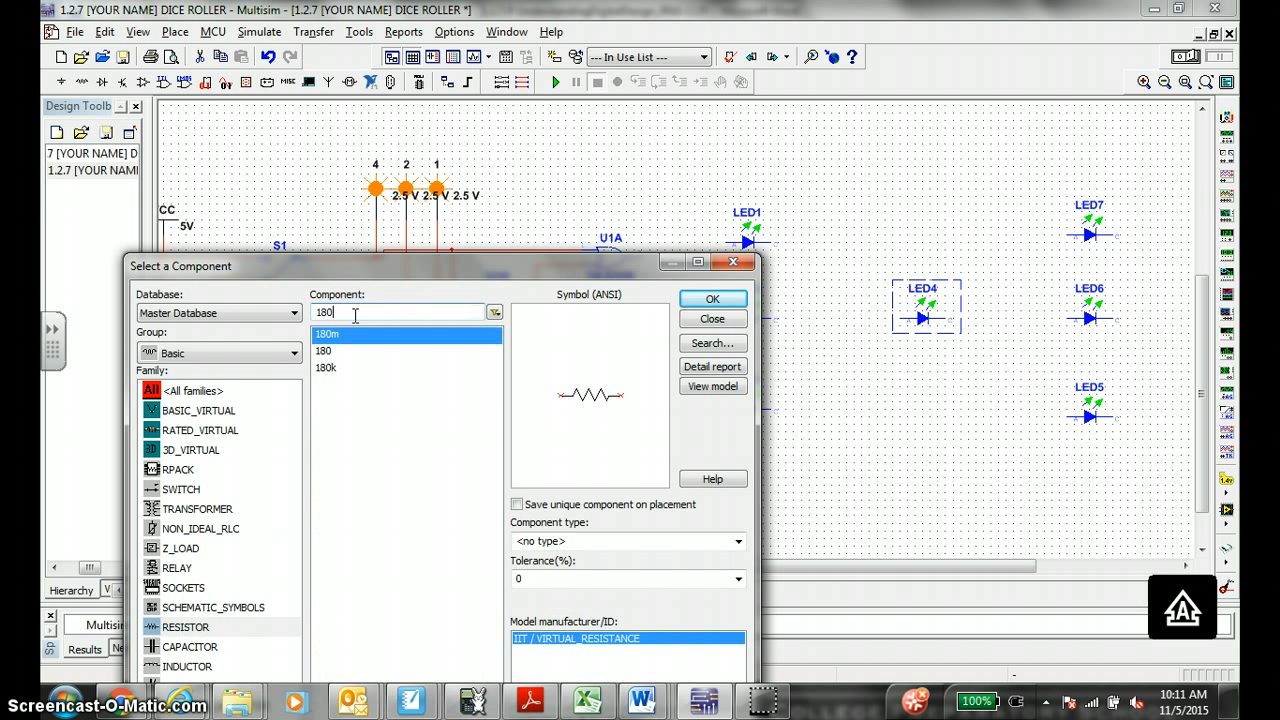 1.2.7 [YOUR NAME] DICE ROLLER - Multisim - [1.2.7 [YOUR NAME] DICE ROLLER *]
File Edit View Place MCU Simulate Transfer Tools Reports Options Window Help
--- In Use List ---
MISC
Design Toolb
7 [YOUR NAME] D
1.2.7 [YOUR NAM
4 2 1
2.5 V 2.5 V 2.5 V
CC
5V
S1
U1A
LED1
LED7
LED4
LED6
LED5
Select a Component
Database:
Master Database
Group:
Basic
Family:
All <All families>
BASIC_VIRTUAL
RATED_VIRTUAL
3D_VIRTUAL
RPACK
SWITCH
TRANSFORMER
NON_IDEAL_RLC
Z_LOAD
RELAY
SOCKETS
SCHEMATIC_SYMBOLS
RESISTOR
CAPACITOR
INDUCTOR
Component:
180
180m
180
180k
Symbol (ANSI)
OK
Close
Search...
Detail report
View model
Help
Save unique component on placement
Component type:
<no type>
Tolerance(%):
0
Model manufacturer/ID:
IIT / VIRTUAL_RESISTANCE
Hierarchy V
Multisim
Results Ne
100%
10:11 AM
11/5/2015
Screencast-O-Matic.com